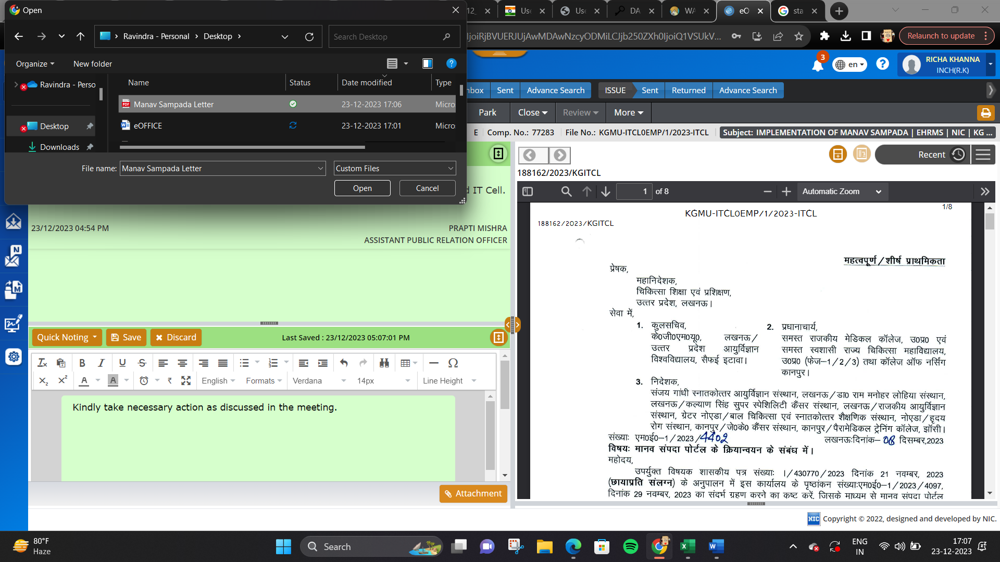 Open
12_
Use
Use
DA
WA
eO
sta
Ravindra - Personal > Desktop >
Search Desktop
IjoiRjBVUERJUjAwMDAwNzcyODMiLCJjb250ZXh0IjoiQ1VSUkV...
Relaunch to update
Organize
New folder
3
en
RICHA KHANNA
INCH(R.K)
Ravindra - Perso
Name
Status
Date modified
Type
Manav Sampada Letter
23-12-2023 17:06
Micro
eOFFICE
23-12-2023 17:01
Micro
Desktop
Downloads
File name: Manav Sampada Letter
Custom Files
Open
Cancel
nbox
Sent
Advance Search
ISSUE
Sent
Returned
Advance Search
Park
Close
Review
More
E Comp. No.: 77283 File No.: KGMU-ITCL0EMP/1/2023-ITCL Subject: IMPLEMENTATION OF MANAV SAMPADA | EHRMS | NIC | KG ...
d IT Cell.
23/12/2023 04:54 PM
PRAPTI MISHRA
ASSISTANT PUBLIC RELATION OFFICER
Quick Noting
Save
Discard
Last Saved : 23/12/2023 05:07:01 PM
English
Formats
Verdana
14px
Line Height
Kindly take necessary action as discussed in the meeting.
Attachment
Recent
188162/2023/KGITCL
1 of 8
Automatic Zoom
1/8
KGMU-ITCL0EMP/1/2023-ITCL
188162/2023/KGITCL
महत्वपूर्ण/शीर्ष प्राथमिकता
प्रेषक,
महानिदेशक,
चिकित्सा शिक्षा एवं प्रशिक्षण,
उत्तर प्रदेश, लखनऊ।
सेवा में,
1. कुलसचिव,
के0जी0एम0यू0, लखनऊ/
उत्तर प्रदेश आयुर्विज्ञान
विश्वविद्यालय, सैफई इटावा।
2. प्रधानाचार्य,
समस्त राजकीय मेडिकल कॉलेज, उ0प्र0 एवं
समस्त स्वशासी राज्य चिकित्सा महाविद्यालय,
उ0प्र0 (फेज–1/2/3) तथा कॉलेज ऑफ नर्सिंग
कानपुर।
3. निदेशक,
संजय गांधी स्नातकोत्तर आयुर्विज्ञान संस्थान, लखनऊ/डा0 राम मनोहर लोहिया संस्थान,
लखनऊ/कल्याण सिंह सुपर स्पेशिलिटी कैंसर संस्थान, लखनऊ/राजकीय आयुर्विज्ञान
संस्थान, ग्रेटर नोएडा/बाल चिकित्सा एवं स्नातकोत्तर शैक्षणिक संस्थान, नोएडा/हृदय
रोग संस्थान, कानपुर/जे0के0 कैंसर संस्थान, कानपुर/पैरामेडिकल ट्रेनिंग कॉलेज, झॉसी।
संख्याः एम0ई0–1/2023/4402 लखनऊ:दिनांक– 08 दिसम्बर,2023
विषयः मानव संपदा पोर्टल के क्रियान्वयन के संबंध में।
महोदय,
उपर्युक्त विषयक शासकीय पत्र संख्याः I/430770/2023 दिनांक 21 नवम्बर, 2023
(छायाप्रति संलग्न) के अनुपालन में इस कार्यालय के पृष्ठांकन संख्याःएम0ई0–1/2023/4097,
दिनांक 29 नवम्बर, 2023 का संदर्भ ग्रहण करने का कष्ट करें, जिसके माध्यम से मानव संपदा पोर्टल
NIC Copyright © 2022, designed and developed by NIC.
80°F
Haze
Search
ENG
IN
17:07
23-12-2023